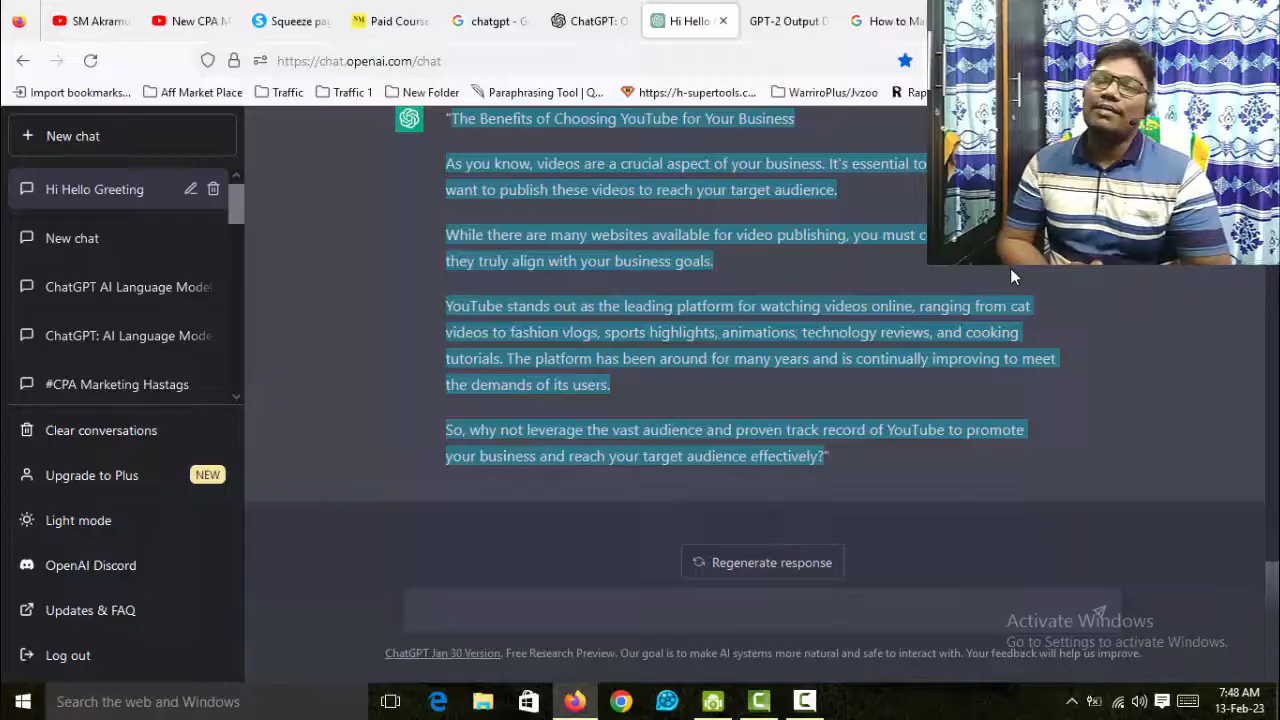 SM Akramu
New CPA M
Squeeze pa
Paid Course
chatgpt - G
ChatGPT: O
Hi Hello
GPT-2 Output D
How to Ma
https://chat.openai.com/chat
Import bookmarks...
Aff Market Place
Traffic
Traffic 1
New Folder
Paraphrasing Tool | Q...
https://h-supertools.c...
WarriroPlus/Jvzoo
Rap
New chat
Hi Hello Greeting
New chat
ChatGPT AI Language Model
ChatGPT: AI Language Mode
#CPA Marketing Hastags
Clear conversations
Upgrade to Plus
NEW
Light mode
OpenAI Discord
Updates & FAQ
Log out
"The Benefits of Choosing YouTube for Your Business
As you know, videos are a crucial aspect of your business. It's essential to
want to publish these videos to reach your target audience.
While there are many websites available for video publishing, you must c
they truly align with your business goals.
YouTube stands out as the leading platform for watching videos online, ranging from cat
videos to fashion vlogs, sports highlights, animations, technology reviews, and cooking
tutorials. The platform has been around for many years and is continually improving to meet
the demands of its users.
So, why not leverage the vast audience and proven track record of YouTube to promote
your business and reach your target audience effectively?"
Regenerate response
Activate Windows
Go to Settings to activate Windows.
ChatGPT Jan 30 Version. Free Research Preview. Our goal is to make AI systems more natural and safe to interact with. Your feedback will help us improve.
Search the web and Windows
7:48 AM
13-Feb-23